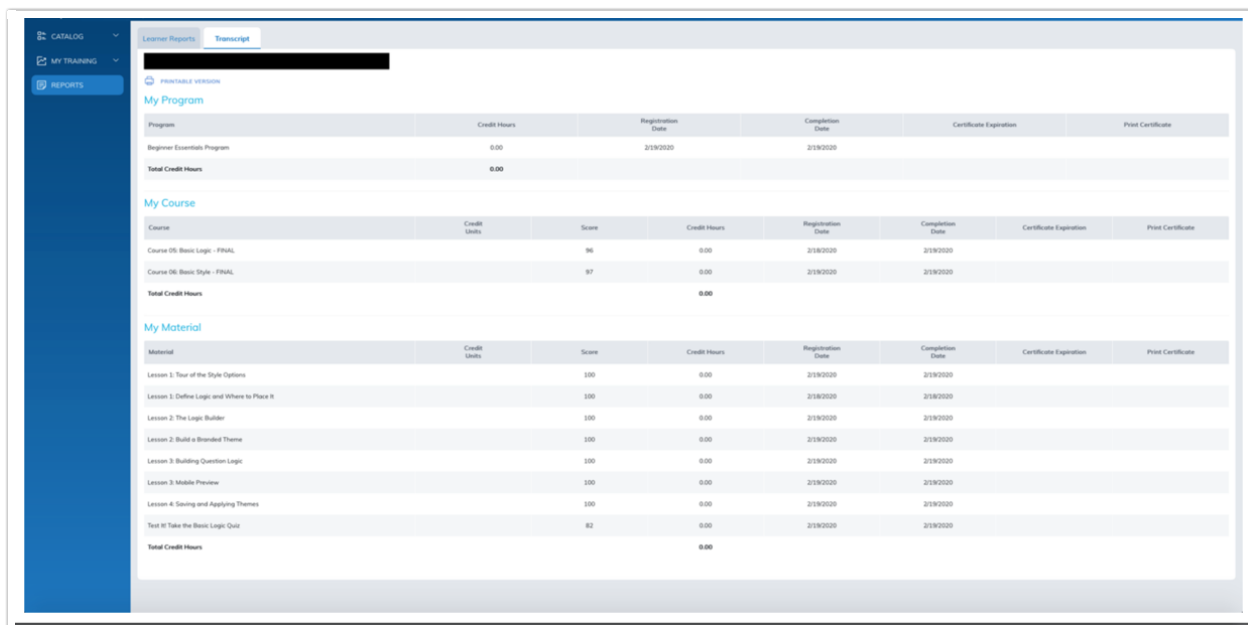 CATALOG
MY TRAINING
REPORTS
Learner Reports Transcript
PRINTABLE VERSION
My Program
Program Credit Hours Registration Date Completion Date Certificate Expiration Print Certificate
Beginner Essentials Program 0.00 2/19/2020 2/19/2020
Total Credit Hours 0.00
My Course
Course Credit Units Score Credit Hours Registration Date Completion Date Certificate Expiration Print Certificate
Course 05: Basic Logic - FINAL 96 0.00 2/18/2020 2/19/2020
Course 06: Basic Style - FINAL 97 0.00 2/19/2020 2/19/2020
Total Credit Hours 0.00
My Material
Material Credit Units Score Credit Hours Registration Date Completion Date Certificate Expiration Print Certificate
Lesson 1: Tour of the Style Options 100 0.00 2/19/2020 2/19/2020
Lesson 1: Define Logic and Where to Place It 100 0.00 2/18/2020 2/18/2020
Lesson 2: The Logic Builder 100 0.00 2/19/2020 2/19/2020
Lesson 2: Build a Branded Theme 100 0.00 2/19/2020 2/19/2020
Lesson 3: Building Question Logic 100 0.00 2/19/2020 2/19/2020
Lesson 3: Mobile Preview 100 0.00 2/19/2020 2/19/2020
Lesson 4: Saving and Applying Themes 100 0.00 2/19/2020 2/19/2020
Test It! Take the Basic Logic Quiz 82 0.00 2/19/2020 2/19/2020
Total Credit Hours 0.00